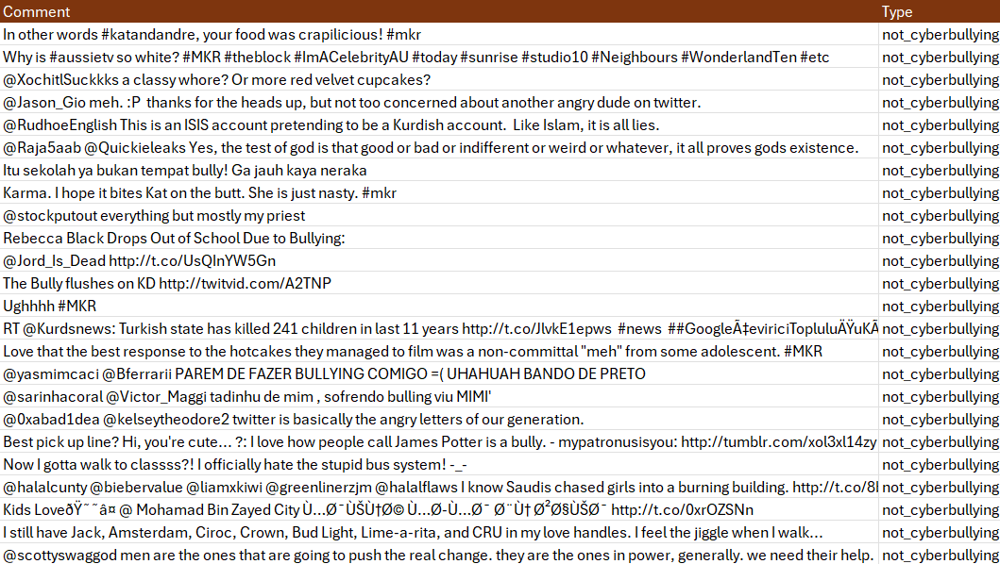 Comment Type
In other words #katandandre, your food was crapilicious! #mkr not_cyberbullying
Why is #aussietv so white? #MKR #theblock #ImACelebrityAU #today #sunrise #studio10 #Neighbours #WonderlandTen #etc not_cyberbullying
@XochitlSuckkks a classy whore? Or more red velvet cupcakes? not_cyberbullying
@Jason_Gio meh. :P thanks for the heads up, but not too concerned about another angry dude on twitter. not_cyberbullying
@RudhoeEnglish This is an ISIS account pretending to be a Kurdish account. Like Islam, it is all lies. not_cyberbullying
@Raja5aab @Quickieleaks Yes, the test of god is that good or bad or indifferent or weird or whatever, it all proves gods existence. not_cyberbullying
Itu sekolah ya bukan tempat bully! Ga jauh kaya neraka not_cyberbullying
Karma. I hope it bites Kat on the butt. She is just nasty. #mkr not_cyberbullying
@stockputout everything but mostly my priest not_cyberbullying
Rebecca Black Drops Out of School Due to Bullying: not_cyberbullying
@Jord_Is_Dead http://t.co/UsQInYW5Gn not_cyberbullying
The Bully flushes on KD http://twitvid.com/A2TNP not_cyberbullying
Ughhhh #MKR not_cyberbullying
RT @Kurdsnews: Turkish state has killed 241 children in last 11 years http://t.co/JlvkE1epws #news ##GoogleÃ‡eviriciTopluluÄŸuKÃ not_cyberbullying
Love that the best response to the hotcakes they managed to film was a non-committal "meh" from some adolescent. #MKR not_cyberbullying
@yasmimcaci @Bferrarii PAREM DE FAZER BULLYING COMIGO =( UHAHUAH BANDO DE PRETO not_cyberbullying
@sarinhacoral @Victor_Maggi tadinhu de mim , sofrendo bulling viu MIMI' not_cyberbullying
@0xabad1dea @kelseytheodore2 twitter is basically the angry letters of our generation. not_cyberbullying
Best pick up line? Hi, you're cute... ?: I love how people call James Potter is a bully. - mypatronusisyou: http://tumblr.com/xol3xl14zy not_cyberbullying
Now I gotta walk to classss?! I officially hate the stupid bus system! -_- not_cyberbullying
@halalcunty @biebervalue @liamxkiwi @greenlinerzjm @halalflaws I know Saudis chased girls into a burning building. http://t.co/8l not_cyberbullying
Kids Love @ Mohamad Bin Zayed City http://t.co/0xrOZSNn not_cyberbullying
I still have Jack, Amsterdam, Ciroc, Crown, Bud Light, Lime-a-rita, and CRU in my love handles. I feel the jiggle when I walk... not_cyberbullying
@scottyswaggod men are the ones that are going to push the real change. they are the ones in power, generally. we need their help. not_cyberbullying